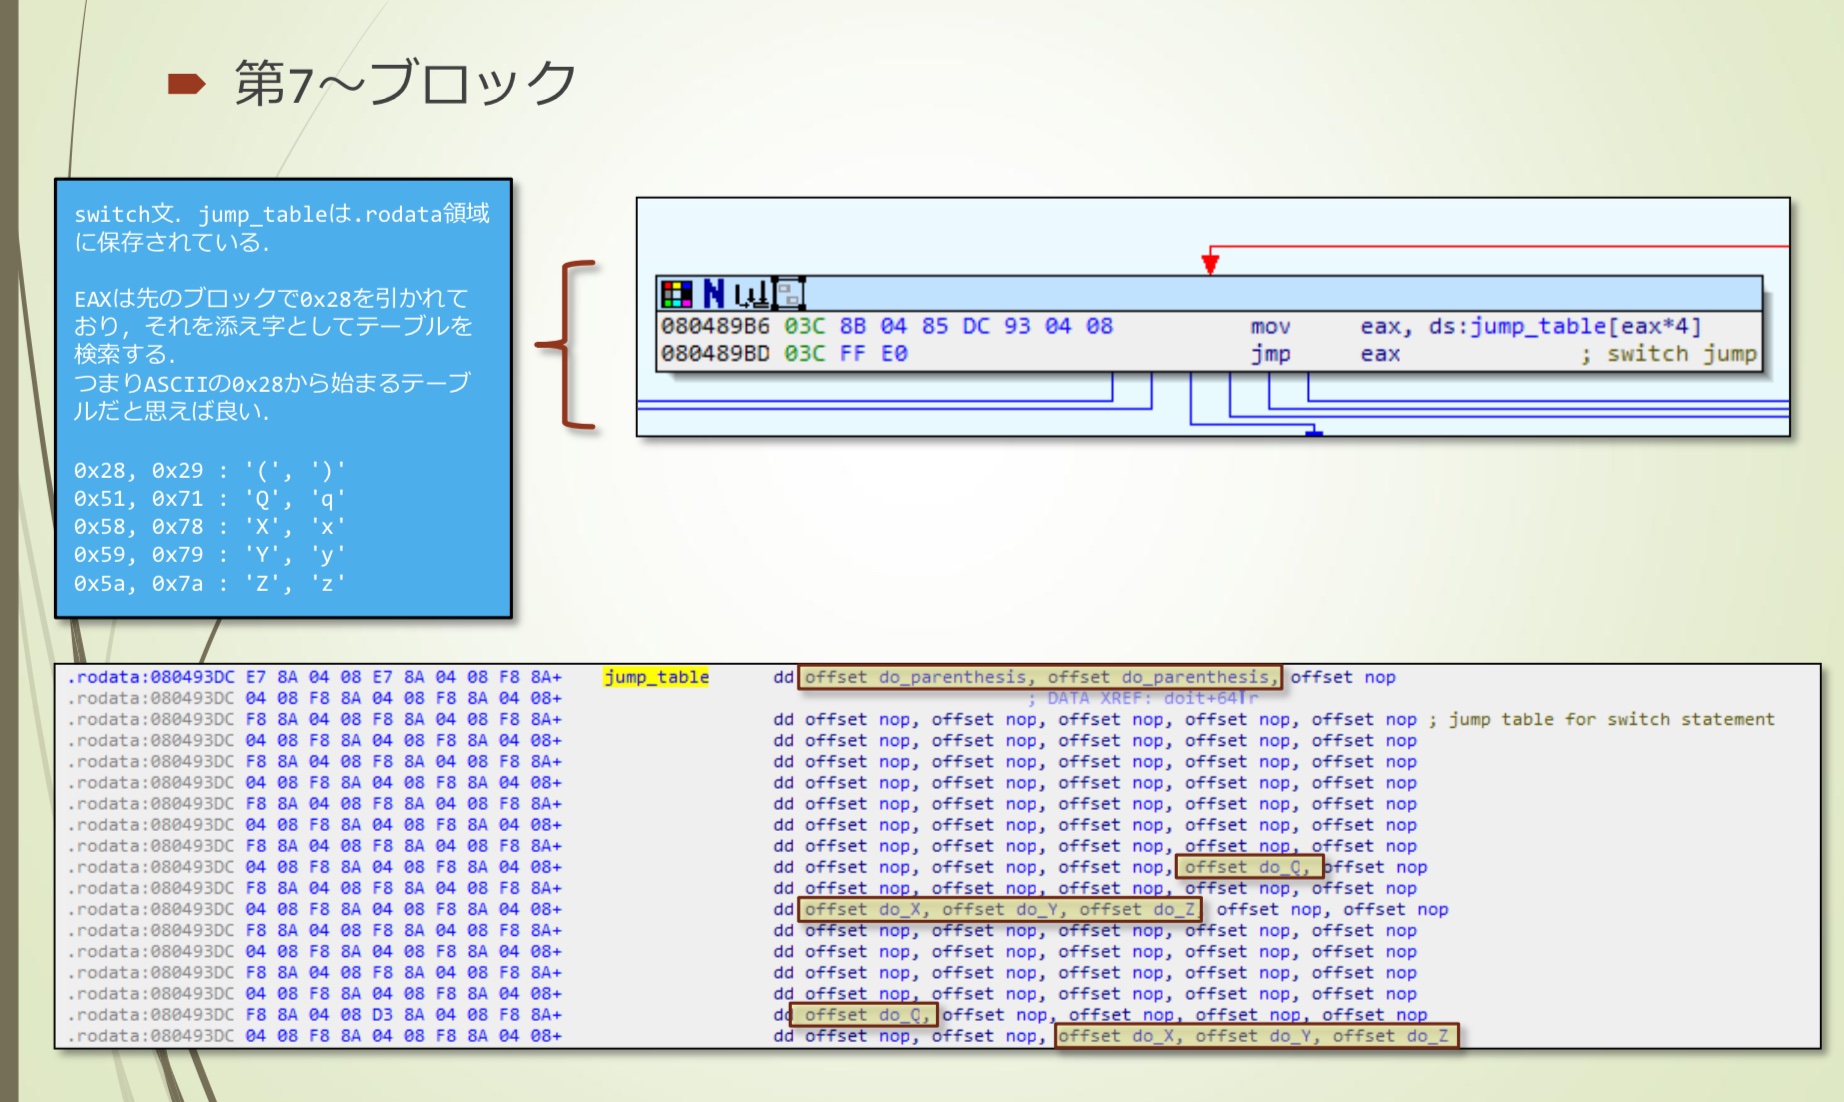 第7～ブロック
switch文. jump_tableは.rodata領域
に保存されている.
EAXは先のブロックで0x28を引かれて
おり, それを添え字としてテーブルを
検索する.
つまりASCIIの0x28から始まるテーブ
ルだと思えば良い.
0x28, 0x29 : '(', ')'
0x51, 0x71 : 'Q', 'q'
0x58, 0x78 : 'X', 'x'
0x59, 0x79 : 'Y', 'y'
0x5a, 0x7a : 'Z', 'z'
080489B6 03C 8B 04 85 DC 93 04 08 mov eax, ds:jump_table[eax*4]
080489BD 03C FF E0 jmp eax ; switch jump
.rodata:080493DC E7 8A 04 08 E7 8A 04 08 F8 8A+ jump_table dd offset do_parenthesis, offset do_parenthesis, offset nop
.rodata:080493DC 04 08 F8 8A 04 08 F8 8A 04 08+ ; DATA XREF: doit+64↑r
.rodata:080493DC F8 8A 04 08 F8 8A 04 08 F8 8A+ dd offset nop, offset nop, offset nop, offset nop, offset nop ; jump table for switch statement
.rodata:080493DC 04 08 F8 8A 04 08 F8 8A 04 08+ dd offset nop, offset nop, offset nop, offset nop, offset nop
.rodata:080493DC F8 8A 04 08 F8 8A 04 08 F8 8A+ dd offset nop, offset nop, offset nop, offset nop, offset nop
.rodata:080493DC 04 08 F8 8A 04 08 F8 8A 04 08+ dd offset nop, offset nop, offset nop, offset nop, offset nop
.rodata:080493DC F8 8A 04 08 F8 8A 04 08 F8 8A+ dd offset nop, offset nop, offset nop, offset nop, offset nop
.rodata:080493DC 04 08 F8 8A 04 08 F8 8A 04 08+ dd offset nop, offset nop, offset nop, offset nop, offset nop
.rodata:080493DC F8 8A 04 08 F8 8A 04 08 F8 8A+ dd offset nop, offset nop, offset nop, offset nop, offset nop
.rodata:080493DC 04 08 F8 8A 04 08 F8 8A 04 08+ dd offset nop, offset nop, offset nop, offset do_Q, offset nop
.rodata:080493DC F8 8A 04 08 F8 8A 04 08 F8 8A+ dd offset nop, offset nop, offset nop, offset nop, offset nop
.rodata:080493DC 04 08 F8 8A 04 08 F8 8A 04 08+ dd offset do_X, offset do_Y, offset do_Z, offset nop, offset nop
.rodata:080493DC F8 8A 04 08 F8 8A 04 08 F8 8A+ dd offset nop, offset nop, offset nop, offset nop, offset nop
.rodata:080493DC 04 08 F8 8A 04 08 F8 8A 04 08+ dd offset nop, offset nop, offset nop, offset nop, offset nop
.rodata:080493DC F8 8A 04 08 F8 8A 04 08 F8 8A+ dd offset nop, offset nop, offset nop, offset nop, offset nop
.rodata:080493DC 04 08 F8 8A 04 08 F8 8A 04 08+ dd offset nop, offset nop, offset nop, offset nop, offset nop
.rodata:080493DC F8 8A 04 08 D3 8A 04 08 F8 8A+ dd offset do_Q, offset nop, offset nop, offset nop, offset nop
.rodata:080493DC 04 08 F8 8A 04 08 F8 8A 04 08+ dd offset nop, offset nop, offset do_X, offset do_Y, offset do_Z